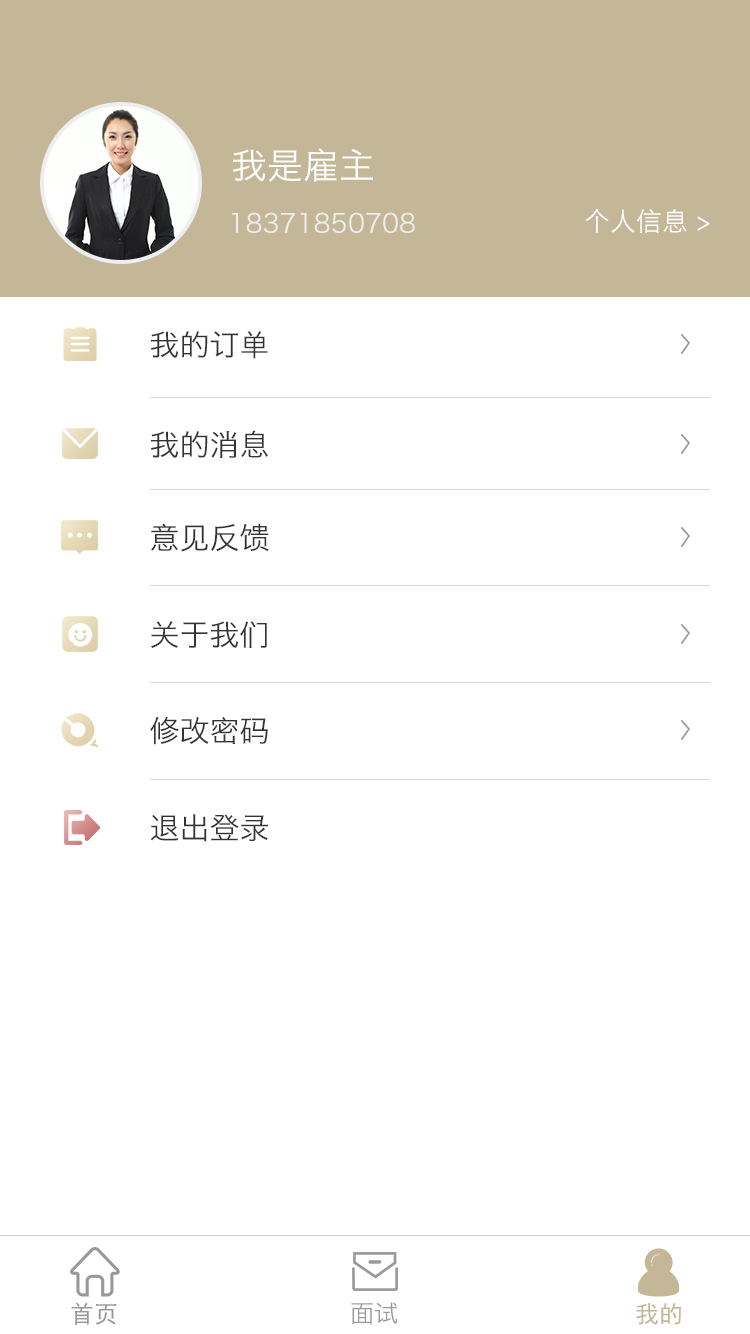 我是雇主
18371850708
个人信息 >
我的订单
我的消息
意见反馈
关于我们
修改密码
退出登录
首页
面试
我的